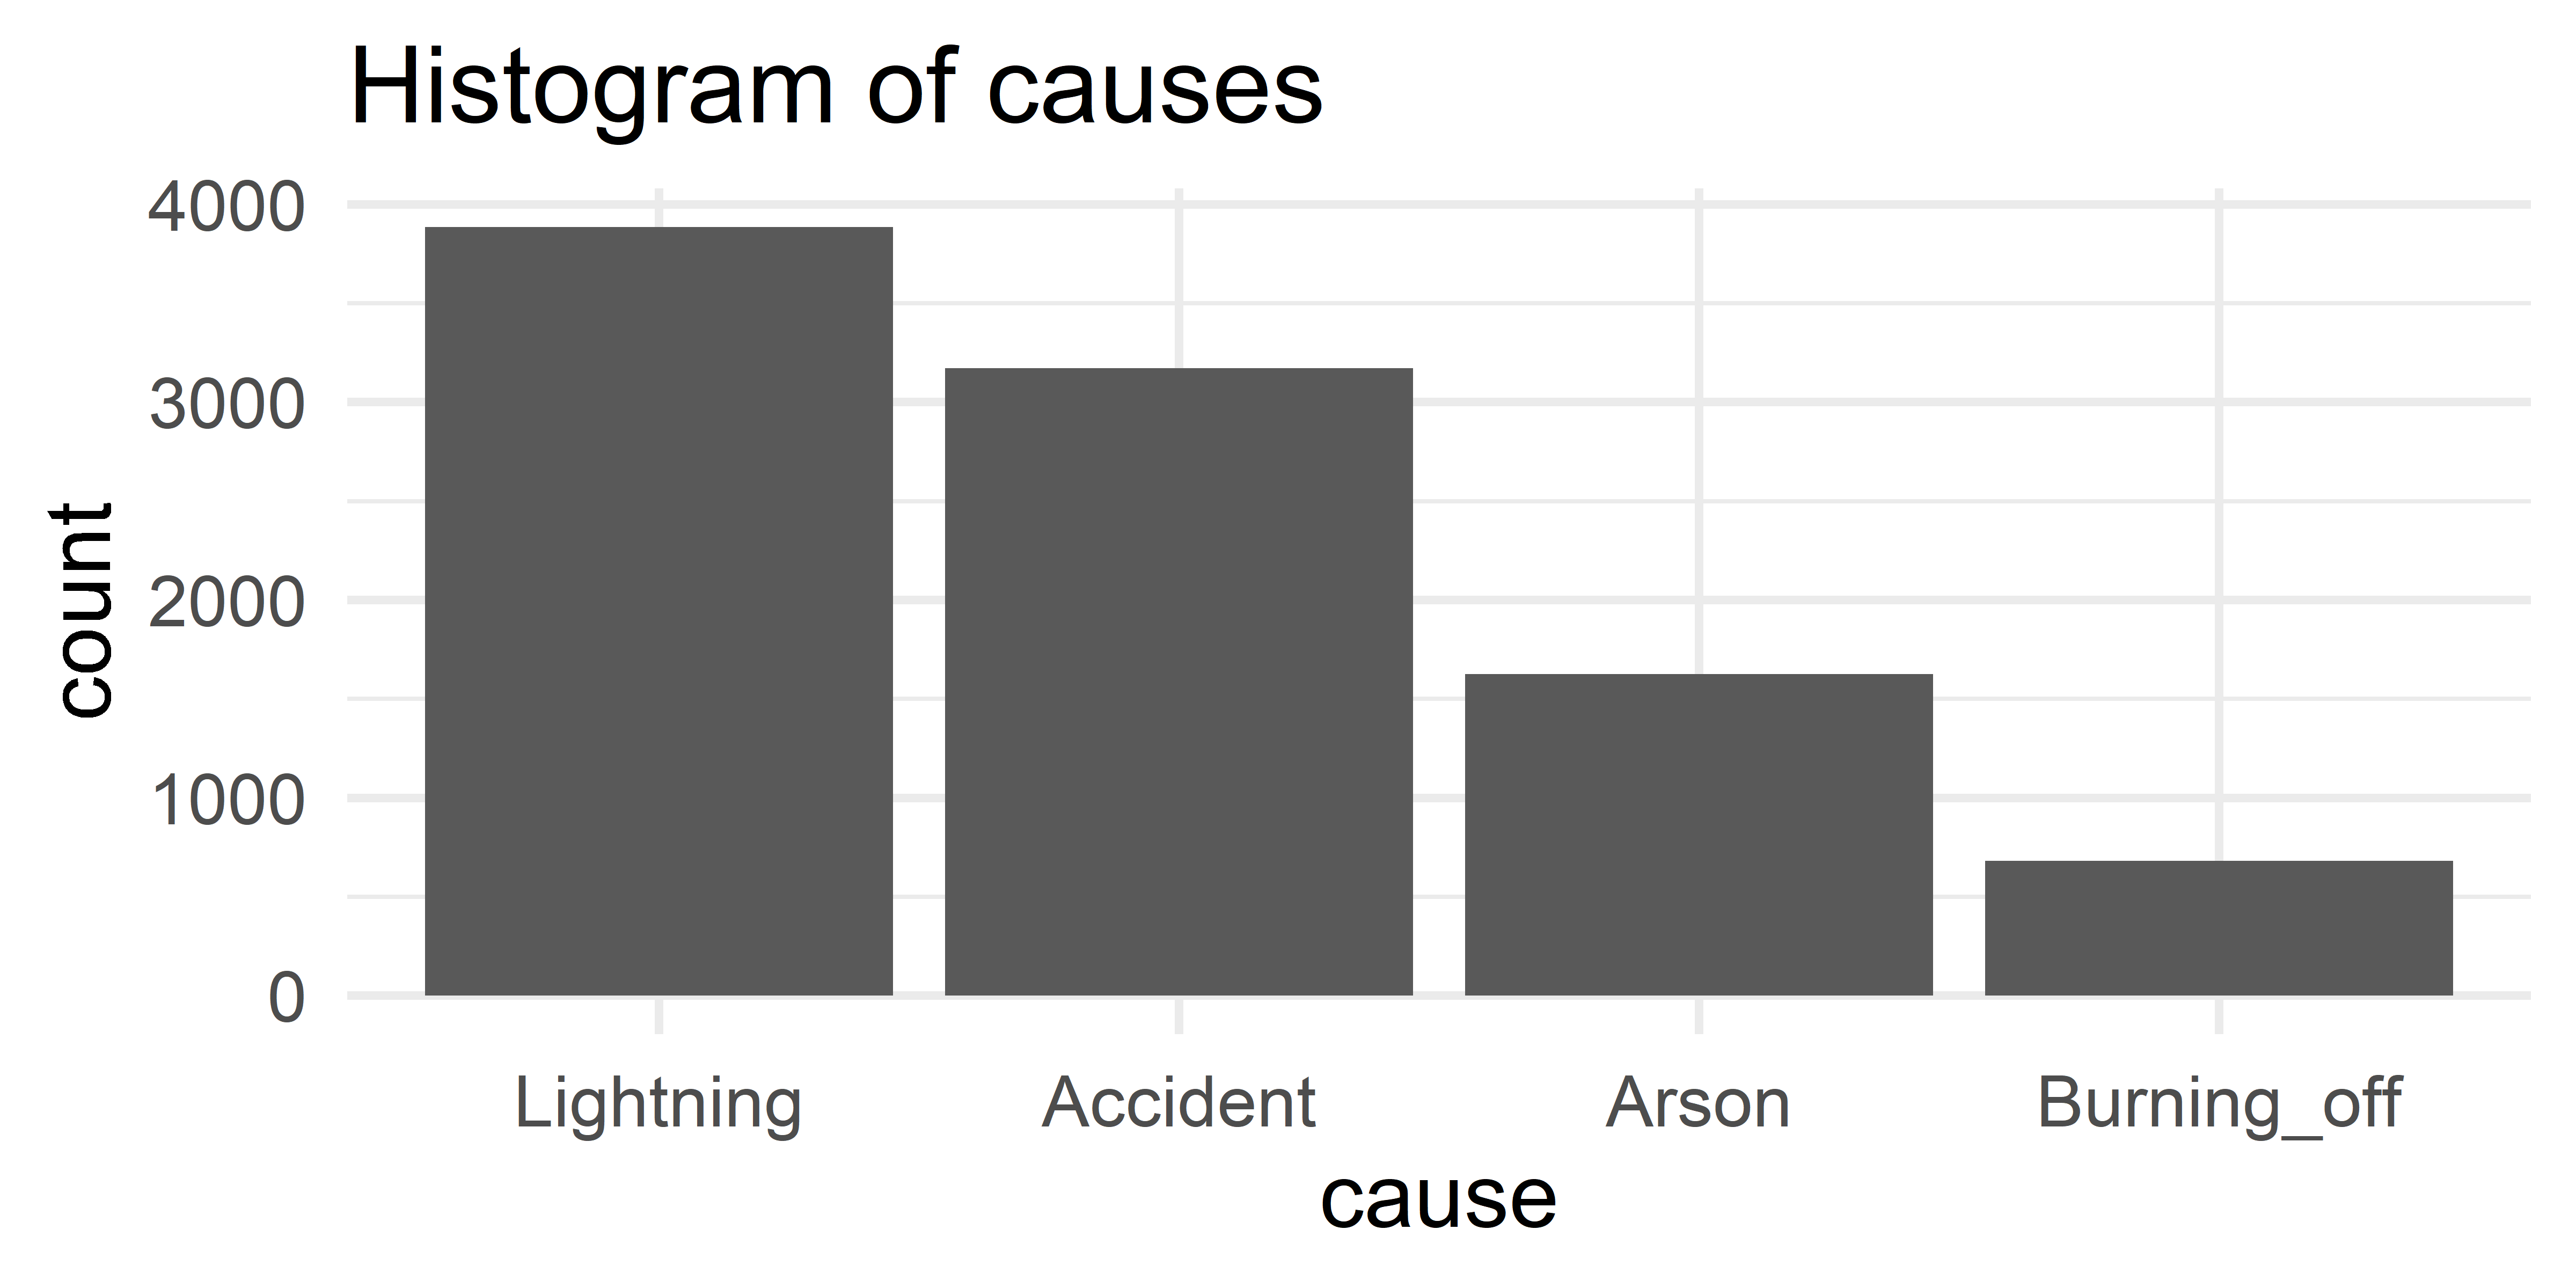 Histogram of causes
4000
3000
2000
1000
0
count
Lightning Accident Arson Burning_off
cause